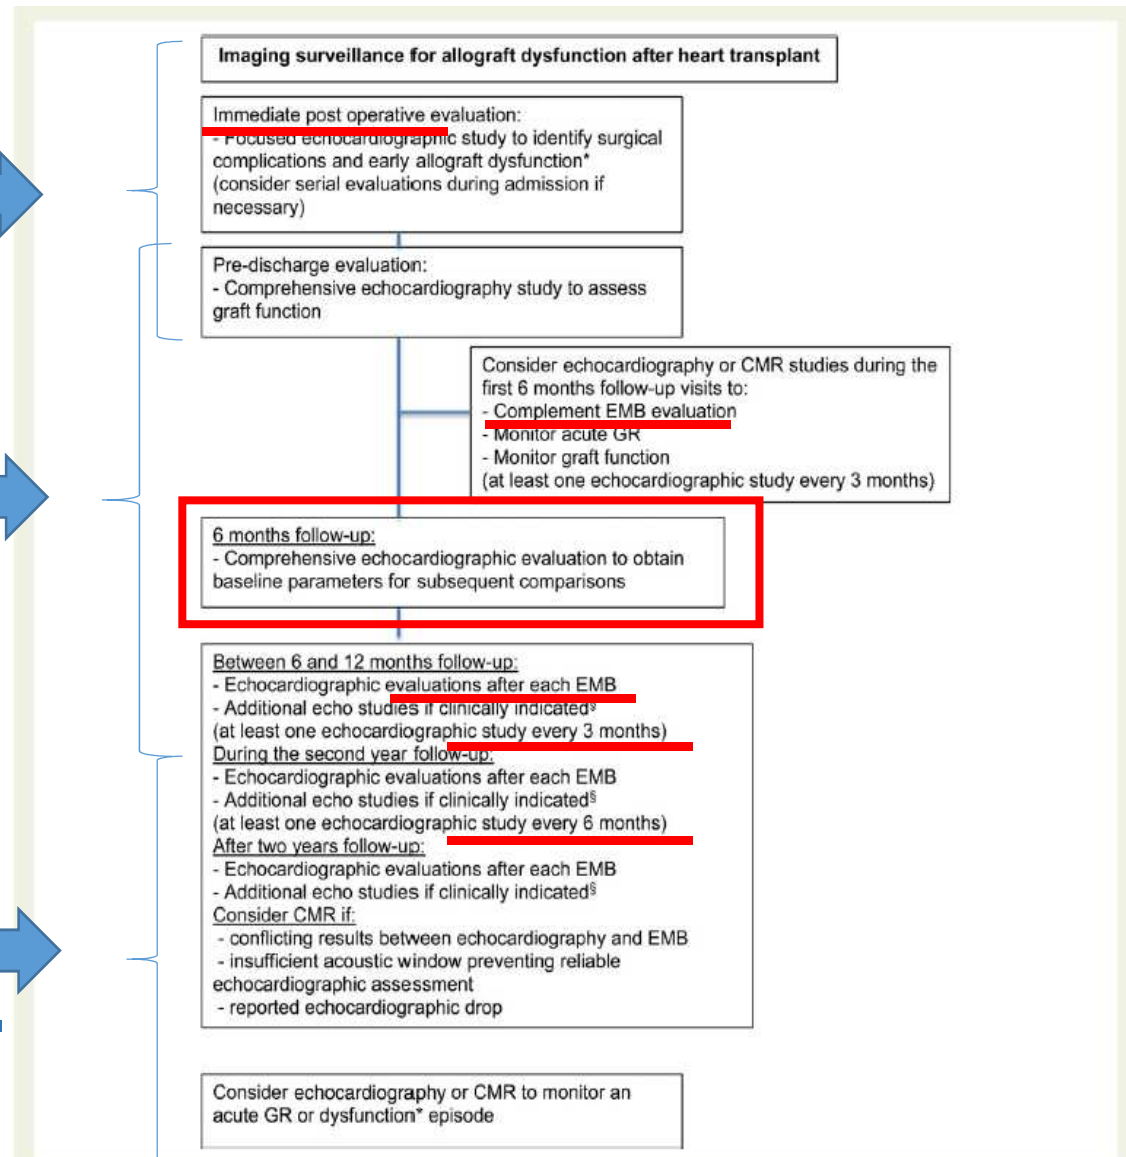 Imaging surveillance for allograft dysfunction after heart transplant
Immediate post operative evaluation:
- Focused echocardiographic study to identify surgical
complications and early allograft dysfunction*
(consider serial evaluations during admission if
necessary)
Pre-discharge evaluation:
- Comprehensive echocardiography study to assess
graft function
Consider echocardiography or CMR studies during the
first 6 months follow-up visits to:
- Complement EMB evaluation
- Monitor acute GR
- Monitor graft function
(at least one echocardiographic study every 3 months)
6 months follow-up:
- Comprehensive echocardiographic evaluation to obtain
baseline parameters for subsequent comparisons
Between 6 and 12 months follow-up:
- Echocardiographic evaluations after each EMB
- Additional echo studies if clinically indicated§
(at least one echocardiographic study every 3 months)
During the second year follow-up:
- Echocardiographic evaluations after each EMB
- Additional echo studies if clinically indicated§
(at least one echocardiographic study every 6 months)
After two years follow-up:
- Echocardiographic evaluations after each EMB
- Additional echo studies if clinically indicated§
Consider CMR if:
- conflicting results between echocardiography and EMB
- insufficient acoustic window preventing reliable
echocardiographic assessment
- reported echocardiographic drop
Consider echocardiography or CMR to monitor an
acute GR or dysfunction* episode